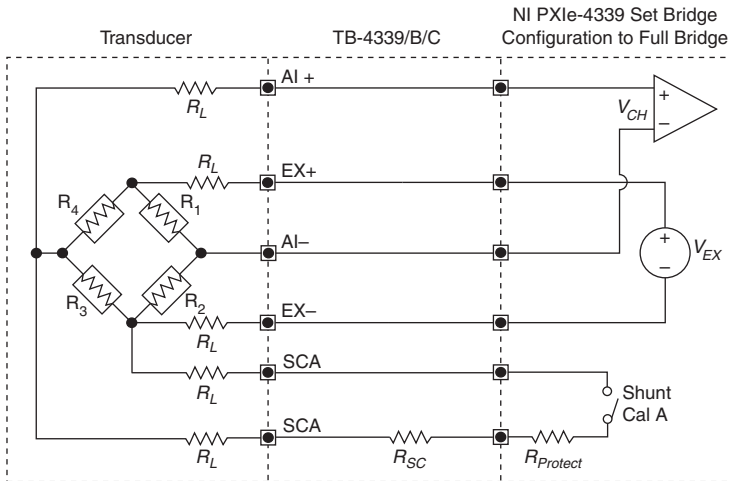 NI PXIe-4339 Set Bridge
Transducer TB-4339/B/C Configuration to Full Bridge
AI +
R_L
V_CH
+
–
R_L
EX+
R_4
R_1
AI–
+
–
V_EX
R_3
R_2
EX–
R_L
SCA
R_L
Shunt
Cal A
SCA
R_L
R_SC
R_Protect